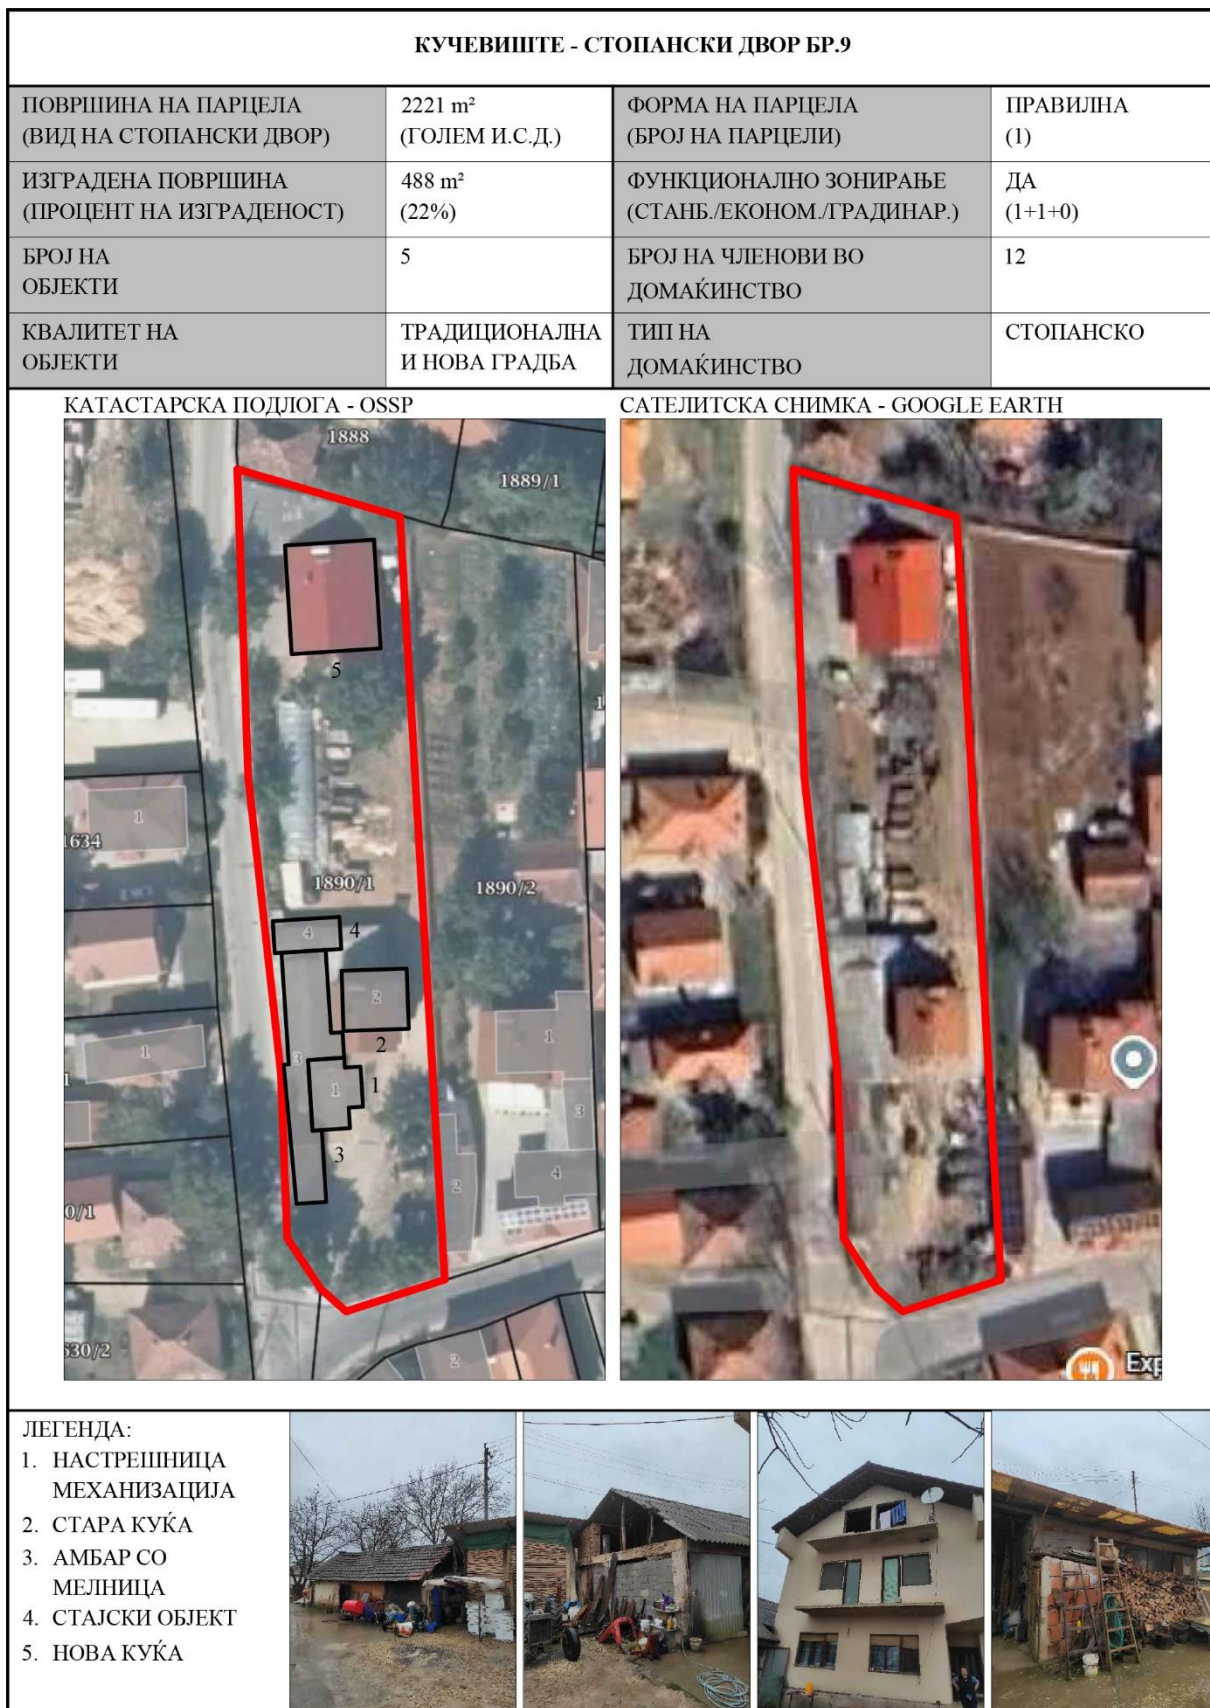 КУЧЕВИШТЕ - СТОПАНСКИ ДВОР БР.9
ПОВРШИНА НА ПАРЦЕЛА
(ВИД НА СТОПАНСКИ ДВОР)
2221 m²
(ГОЛЕМ И.С.Д.)
ФОРМА НА ПАРЦЕЛА
(БРОЈ НА ПАРЦЕЛИ)
ПРАВИЛНА
(1)
ИЗГРАДЕНА ПОВРШИНА
(ПРОЦЕНТ НА ИЗГРАДЕНОСТ)
488 m²
(22%)
ФУНКЦИОНАЛНО ЗОНИРАЊЕ
(СТАНБ./ЕКОНОМ./ГРАДИНАР.)
ДА
(1+1+0)
БРОЈ НА
ОБЈЕКТИ
5
БРОЈ НА ЧЛЕНОВИ ВО
ДОМАЌИНСТВО
12
КВАЛИТЕТ НА
ОБЈЕКТИ
ТРАДИЦИОНАЛНА
И НОВА ГРАДБА
ТИП НА
ДОМАЌИНСТВО
СТОПАНСКО
КАТАСТАРСКА ПОДЛОГА - OSSP
САТЕЛИТСКА СНИМКА - GOOGLE EARTH
1888
1889/1
5
1
1634
1890/1
1890/2
4
4
2
2
1
1
3
1
1
3
3
4
2
0/1
630/2
2
Exp
ЛЕГЕНДА:
1. НАСТРЕШНИЦА
МЕХАНИЗАЦИЈА
2. СТАРА КУЌА
3. АМБАР СО
МЕЛНИЦА
4. СТАЈСКИ ОБЈЕКТ
5. НОВА КУЌА